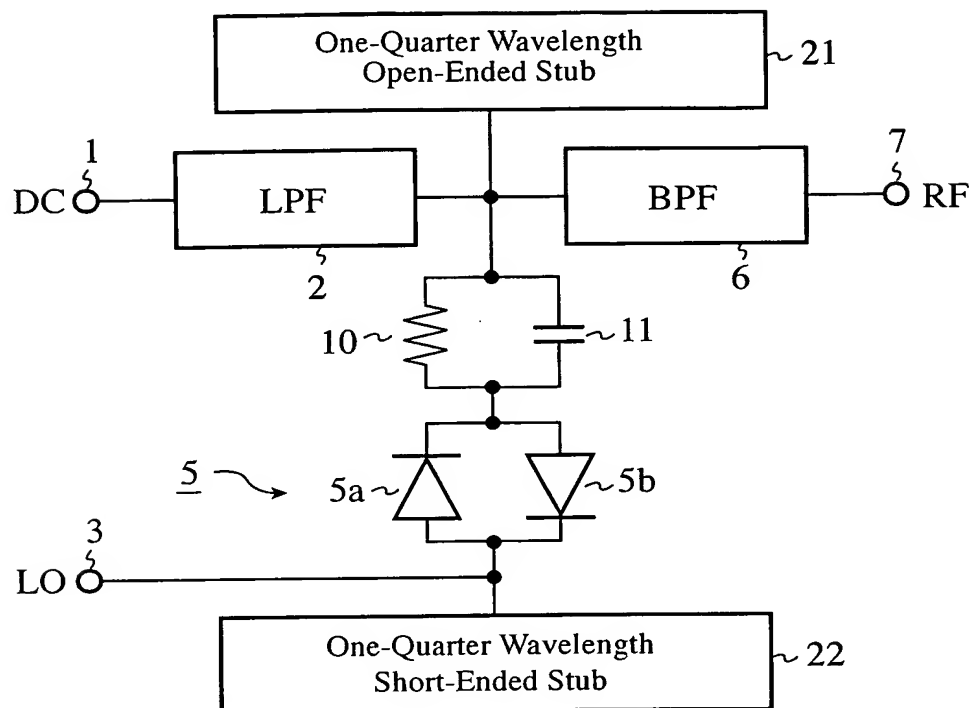 One-Quarter Wavelength
Open-Ended Stub
21
1
7
DC
LPF
BPF
RF
2
6
10
11
5
5a
5b
3
LO
One-Quarter Wavelength
Short-Ended Stub
22